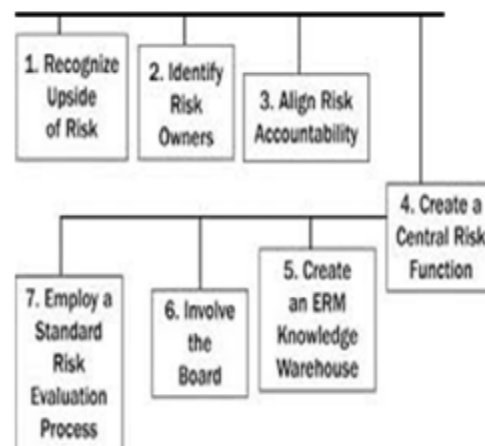 1. Recognize
Upside
of Risk
2. Identify
Risk
Owners
3. Align Risk
Accountability
4. Create a
Central Risk
Function
5. Create
an ERM
Knowledge
Warehouse
6. Involve
the
Board
7. Employ a
Standard
Risk
Evaluation
Process